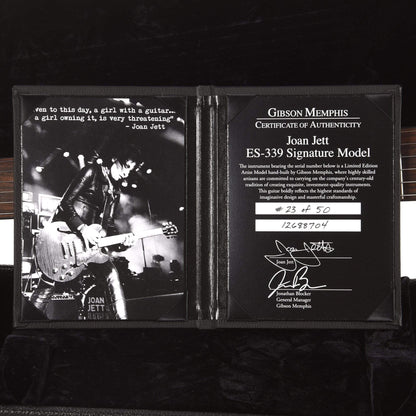 ven to this day, a girl with a guitar...
a girl owning it, is very threatening"
- Joan Jett
JOAN
JETT
GIBSON MEMPHIS
CERTIFICATE OF AUTHENTICITY
Joan Jett
ES-339 Signature Model
The instrument bearing the serial number below is a Limited Edition
Artist Model hand-built by Gibson Memphis, where highly skilled
artisans are committed to carrying on the company's century-old
tradition of creating exquisite, investment-quality instruments.
This guitar boldly reflects the highest standards of
imaginative design and masterful craftsmanship.
# 23 of 50
12688704
Joan Jett
Joan Jett
Jonathan Blocker
General Manager
Gibson Memphis